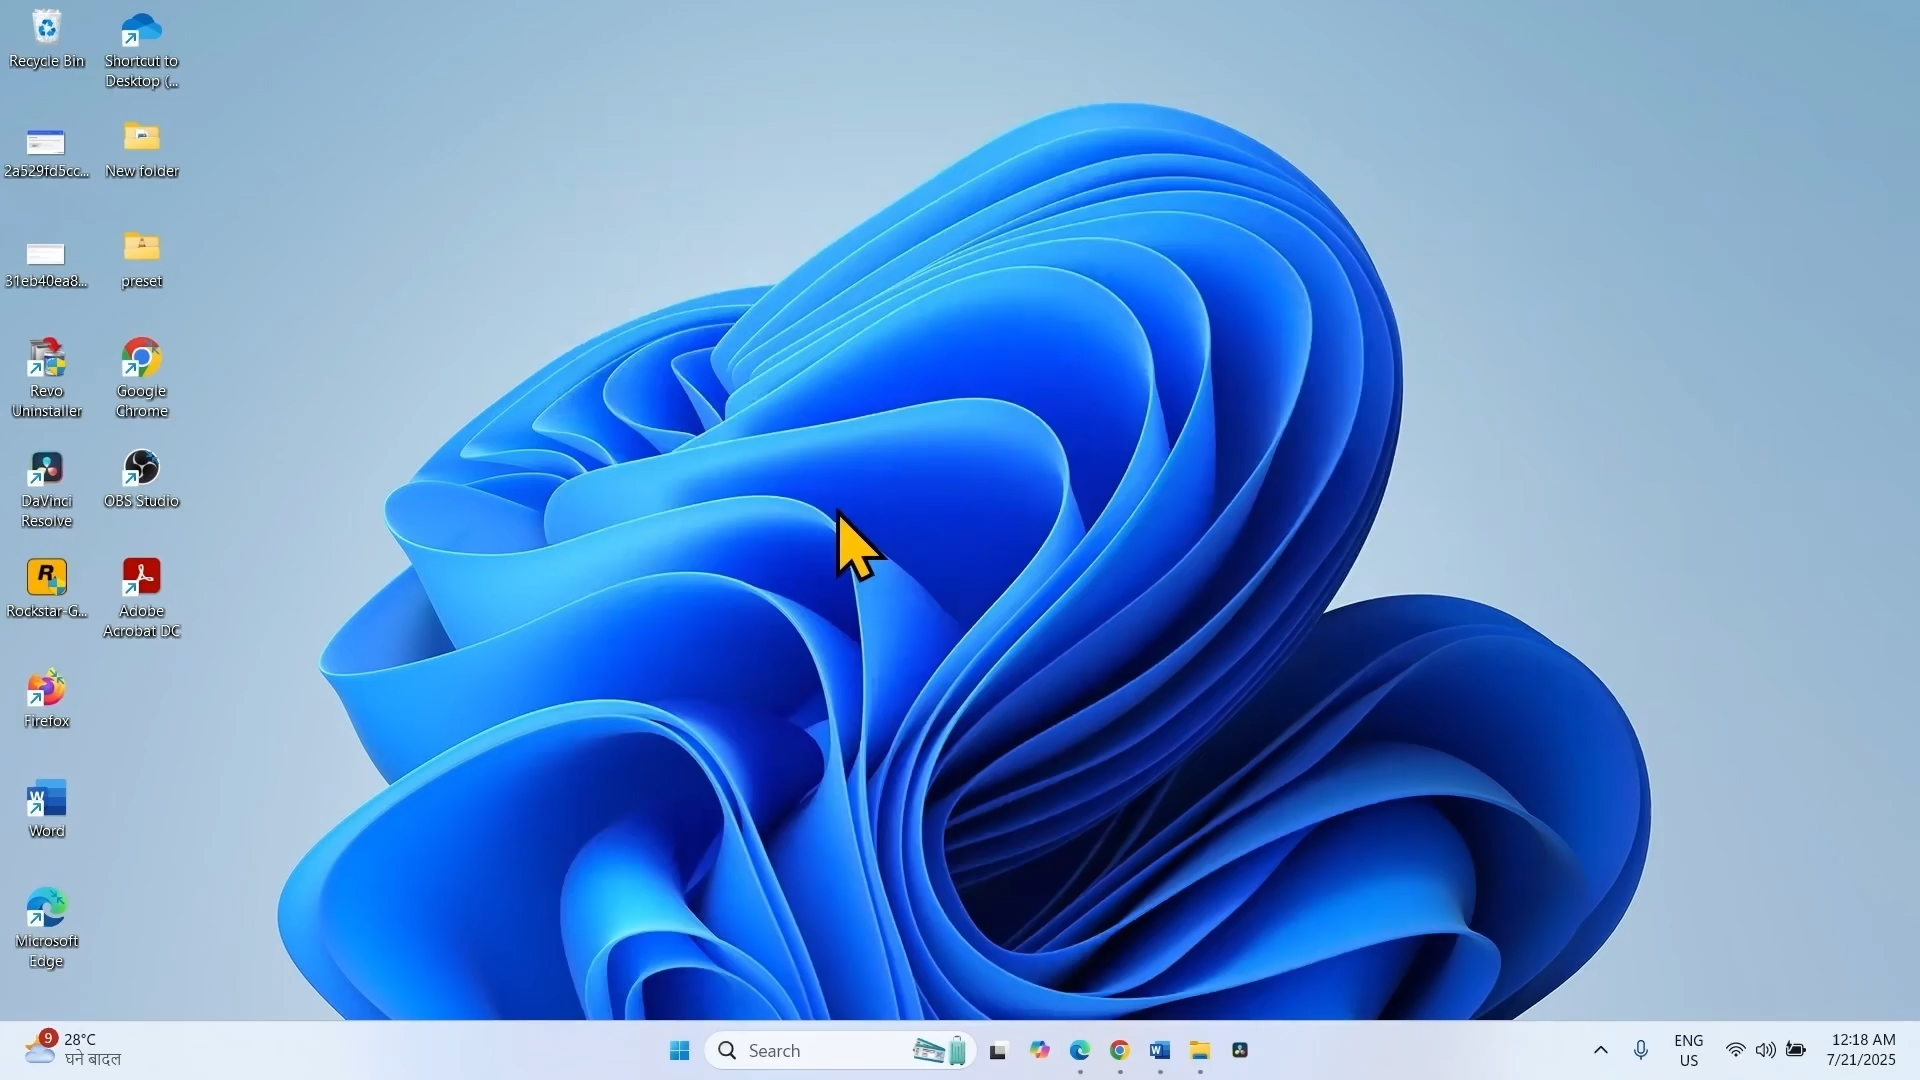 Recycle Bin
Shortcut to
Desktop (...
2a529fd5cc...
New folder
31eb40ea8...
preset
Revo
Uninstaller
Google
Chrome
DaVinci
Resolve
OBS Studio
Rockstar-G...
Adobe
Acrobat DC
Firefox
Word
Microsoft
Edge
9
28°C
घने बादल
Search
ENG
US
12:18 AM
7/21/2025